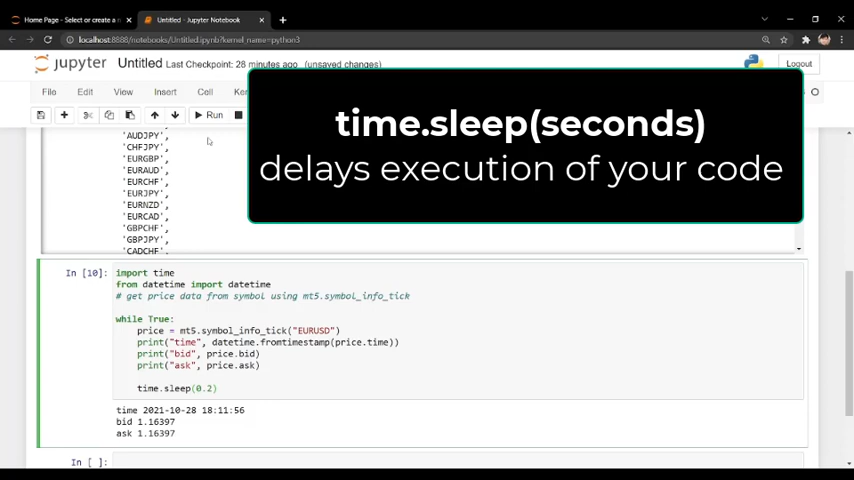 Home Page - Select or create a n
Untitled - Jupyter Notebook
localhost:8888/notebooks/Untitled.ipynb?kernel_name=python3
jupyter Untitled Last Checkpoint: 28 minutes ago (unsaved changes)
Logout
File Edit View Insert Cell
Run
time.sleep(seconds)
delays execution of your code
'AUDJPY',
'CHFJPY',
'EURGBP',
'EURAUD',
'EURCHF',
'EURJPY',
'EURNZD',
'EURCAD',
'GBPCHF',
'GBPJPY',
'CADCHF',
In [10]:
import time
from datetime import datetime
# get price data from symbol using mt5.symbol_info_tick
while True:
price = mt5.symbol_info_tick("EURUSD")
print("time", datetime.fromtimestamp(price.time))
print("bid", price.bid)
print("ask", price.ask)
time.sleep(0.2)
time 2021-10-28 18:11:56
bid 1.16397
ask 1.16397
In [ ]: